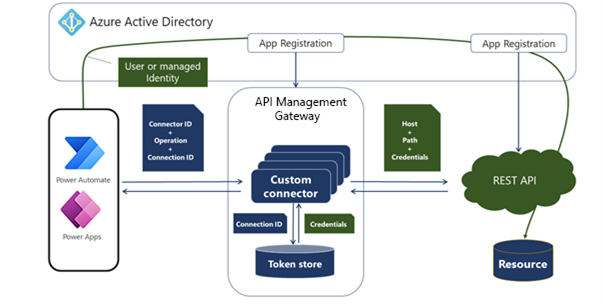 Azure Active Directory
App Registration
App Registration
User or managed
Identity
Connector ID
+
Operation
+
Connection ID
API Management
Gateway
Host
+
Path
+
Credentials
Power Automate
Power Apps
Custom
connector
REST API
Connection ID
Credentials
Token store
Resource